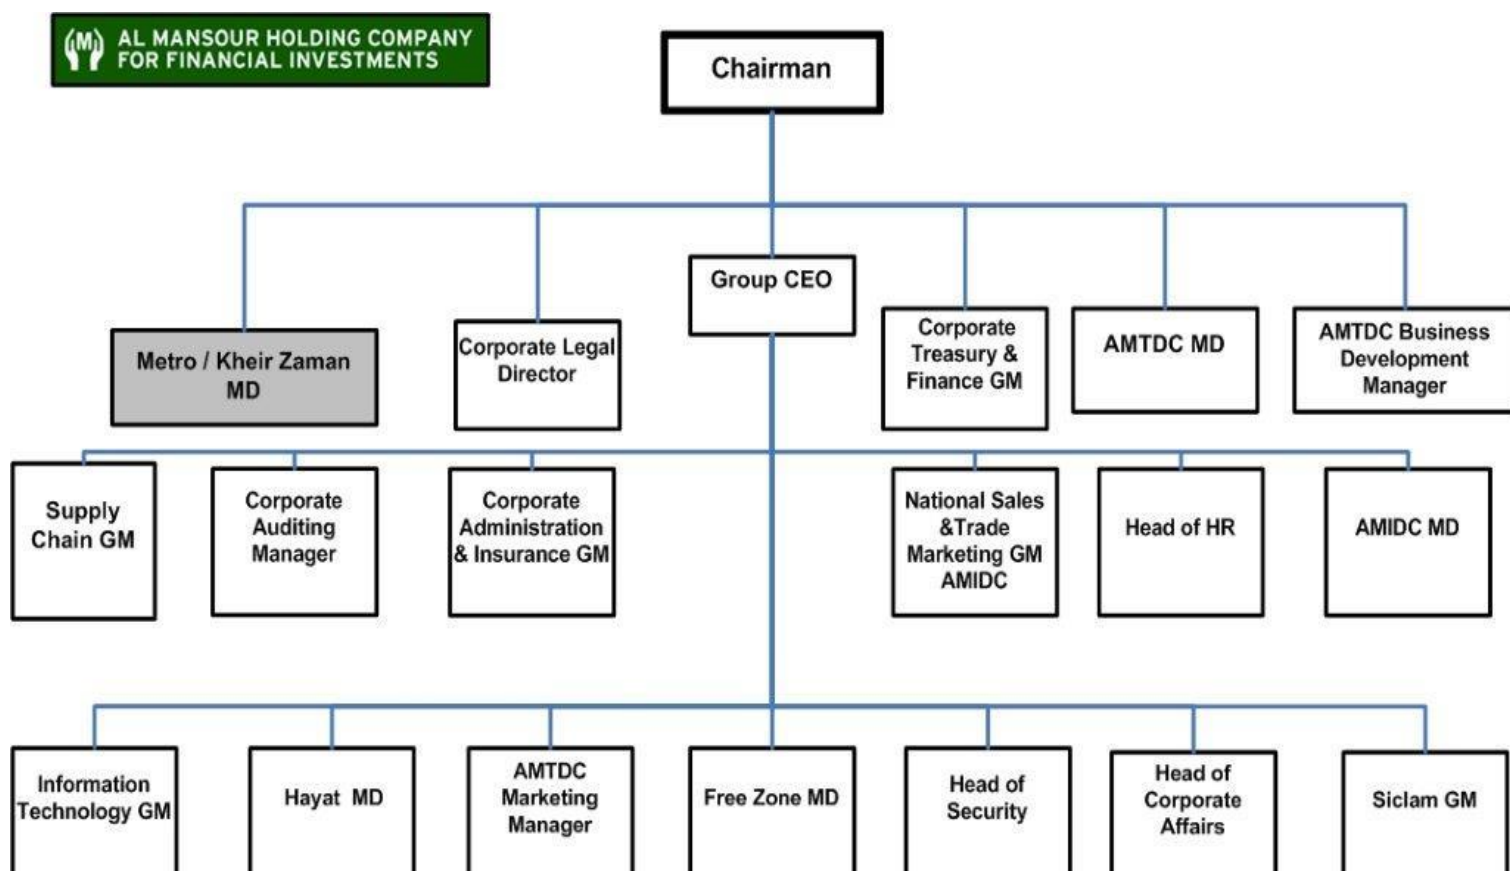 (M) AL MANSOUR HOLDING COMPANY
FOR FINANCIAL INVESTMENTS
Chairman
Group CEO
Metro / Kheir Zaman
MD
Corporate Legal
Director
Corporate
Treasury &
Finance GM
AMTDC MD
AMTDC Business
Development
Manager
Supply
Chain GM
Corporate
Auditing
Manager
Corporate
Administration
& Insurance GM
National Sales
&Trade
Marketing GM
AMIDC
Head of HR
AMIDC MD
Information
Technology GM
Hayat MD
AMTDC
Marketing
Manager
Free Zone MD
Head of
Security
Head of
Corporate
Affairs
Siclam GM